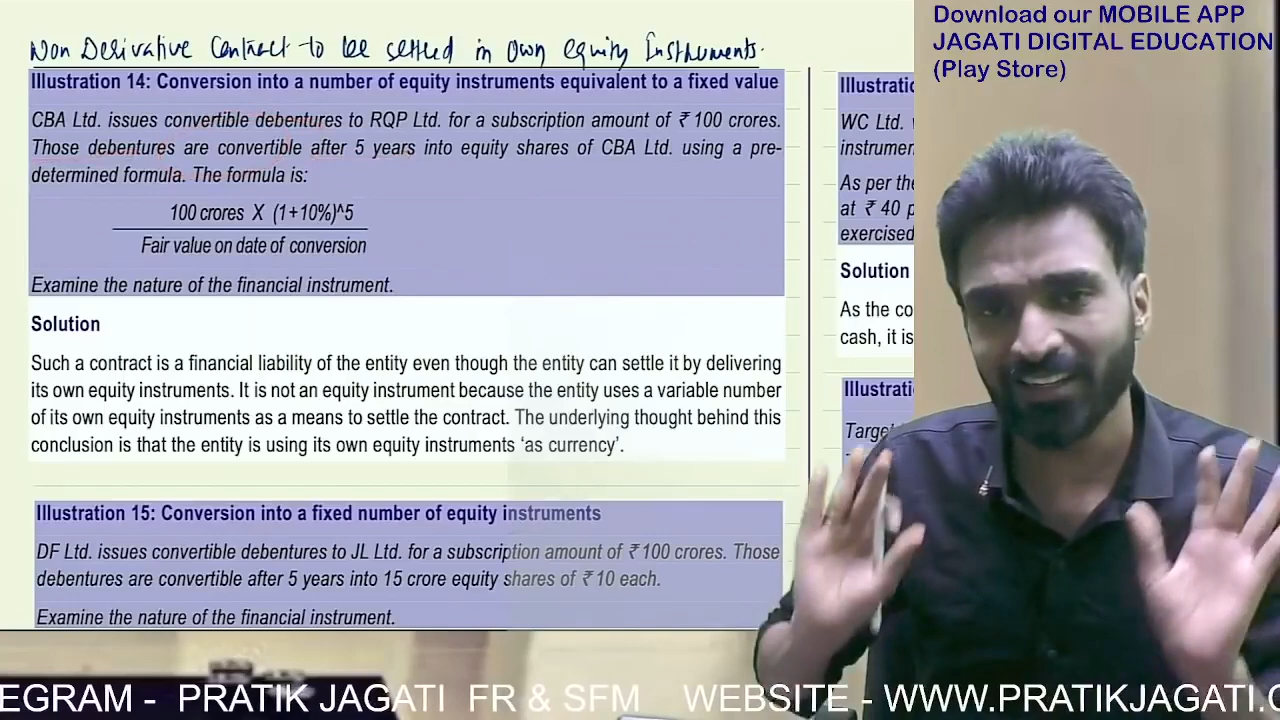 Non Derivative Contract to be settled in Own equity Instruments.
Illustration 14: Conversion into a number of equity instruments equivalent to a fixed value
CBA Ltd. issues convertible debentures to RQP Ltd. for a subscription amount of ₹ 100 crores.
Those debentures are convertible after 5 years into equity shares of CBA Ltd. using a pre-
determined formula. The formula is:
100 crores X (1+10%)^5
Fair value on date of conversion
Examine the nature of the financial instrument.
Solution
Such a contract is a financial liability of the entity even though the entity can settle it by delivering
its own equity instruments. It is not an equity instrument because the entity uses a variable number
of its own equity instruments as a means to settle the contract. The underlying thought behind this
conclusion is that the entity is using its own equity instruments ‘as currency’.
Illustration 15: Conversion into a fixed number of equity instruments
DF Ltd. issues convertible debentures to JL Ltd. for a subscription amount of ₹ 100 crores. Those
debentures are convertible after 5 years into 15 crore equity shares of ₹ 10 each.
Examine the nature of the financial instrument.
Download our MOBILE APP
JAGATI DIGITAL EDUCATION
(Play Store)
Illustratio
WC Ltd.
instrumen
As per the
at ₹ 40 p
exercised
Solution
As the co
cash, it is
Illustratio
Target
EGRAM - PRATIK JAGATI FR & SFM WEBSITE - WWW.PRATIKJAGATI.C